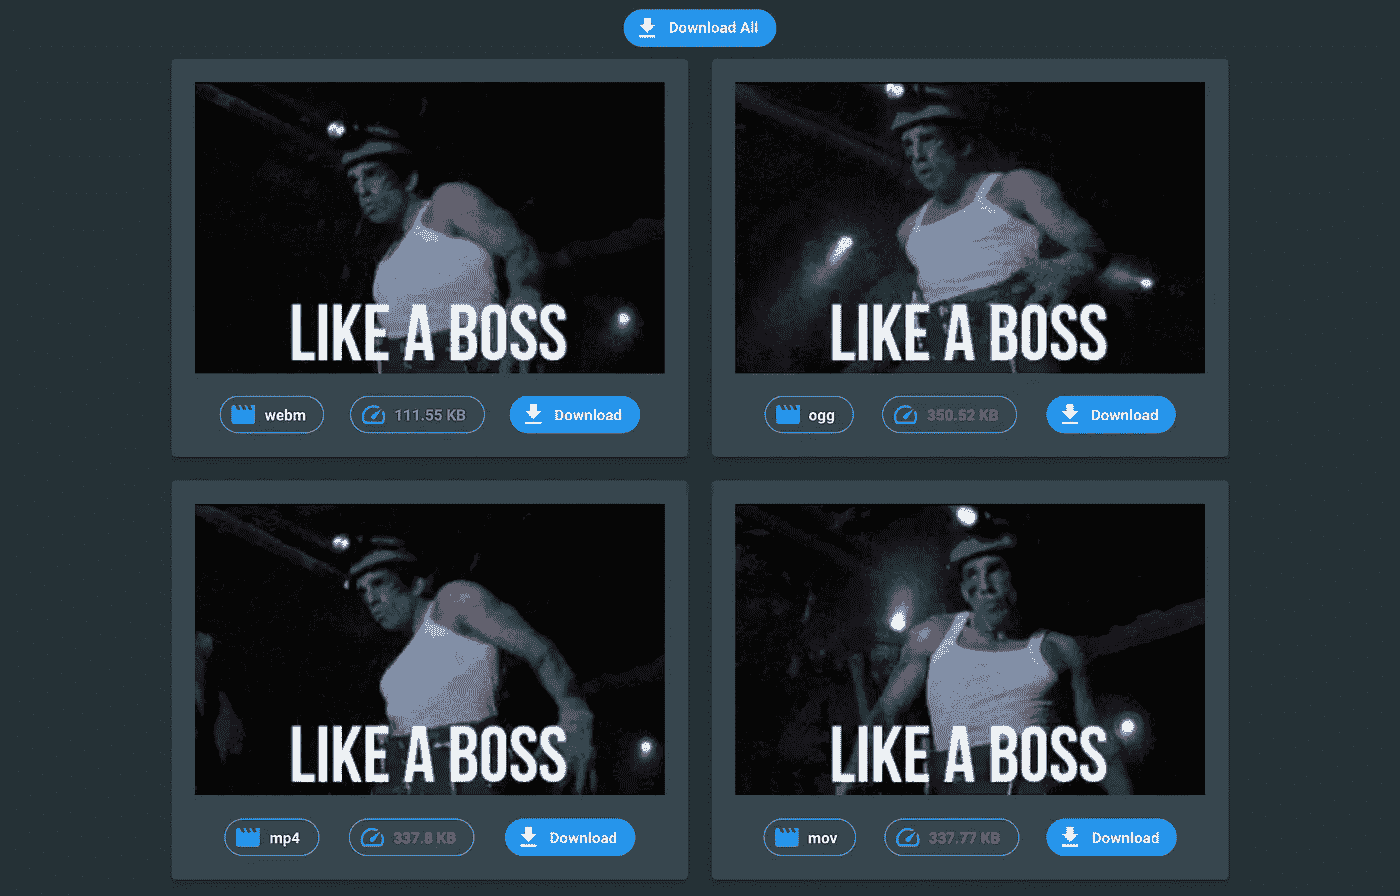 Download All
LIKE A BOSS
LIKE A BOSS
webm 111.55 KB Download
ogg 350.52 KB Download
LIKE A BOSS
LIKE A BOSS
mp4 337.8 KB Download
mov 337.77 KB Download